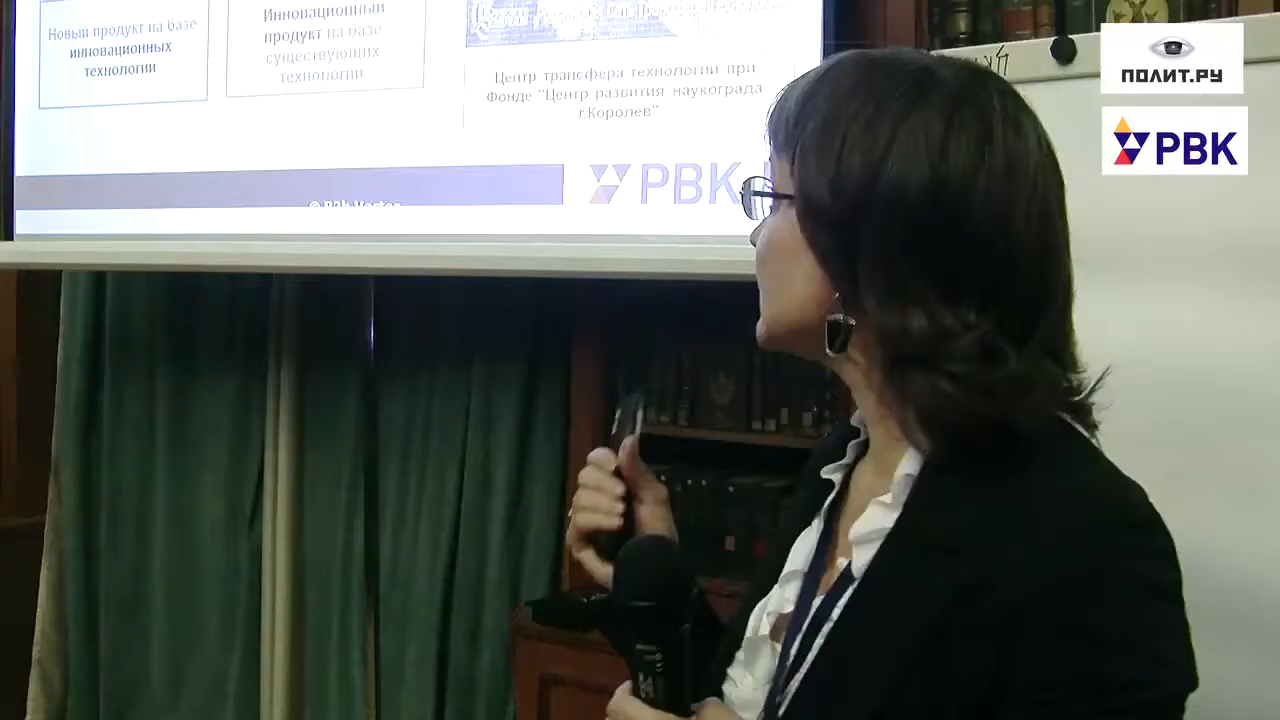 Новый продукт на базе
инновационных
технологии
Инновационный
продукт на базе
существующих
технологии
Центр трансфера технологии при
Фонде "Центр развития наукограда
г.Королев"
РВК
ПОЛИТ.РУ
РВК